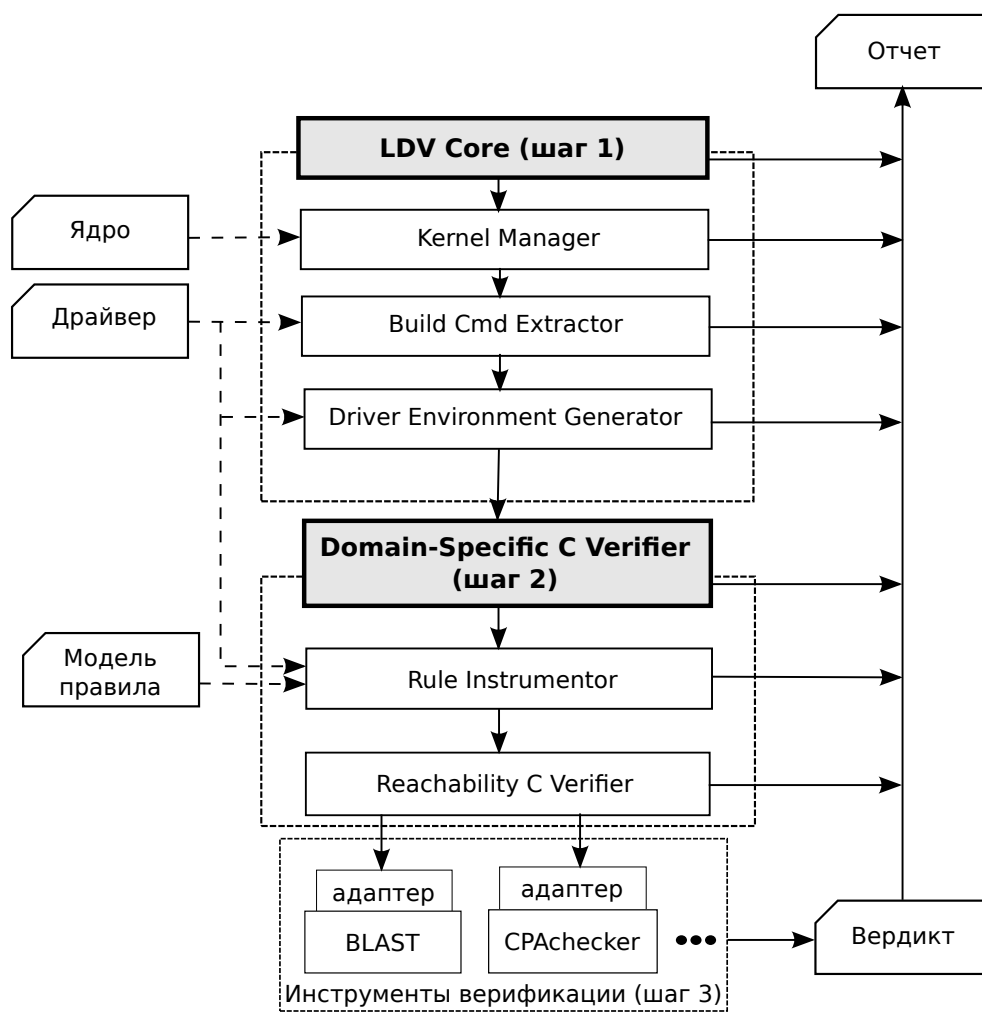 Отчет
LDV Core (шаг 1)
Ядро
Kernel Manager
Драйвер
Build Cmd Extractor
Driver Environment Generator
Domain-Specific C Verifier
(шаг 2)
Модель
правила
Rule Instrumentor
Reachability C Verifier
адаптер
адаптер
BLAST
CPAchecker
•••
Вердикт
Инструменты верификации (шаг 3)